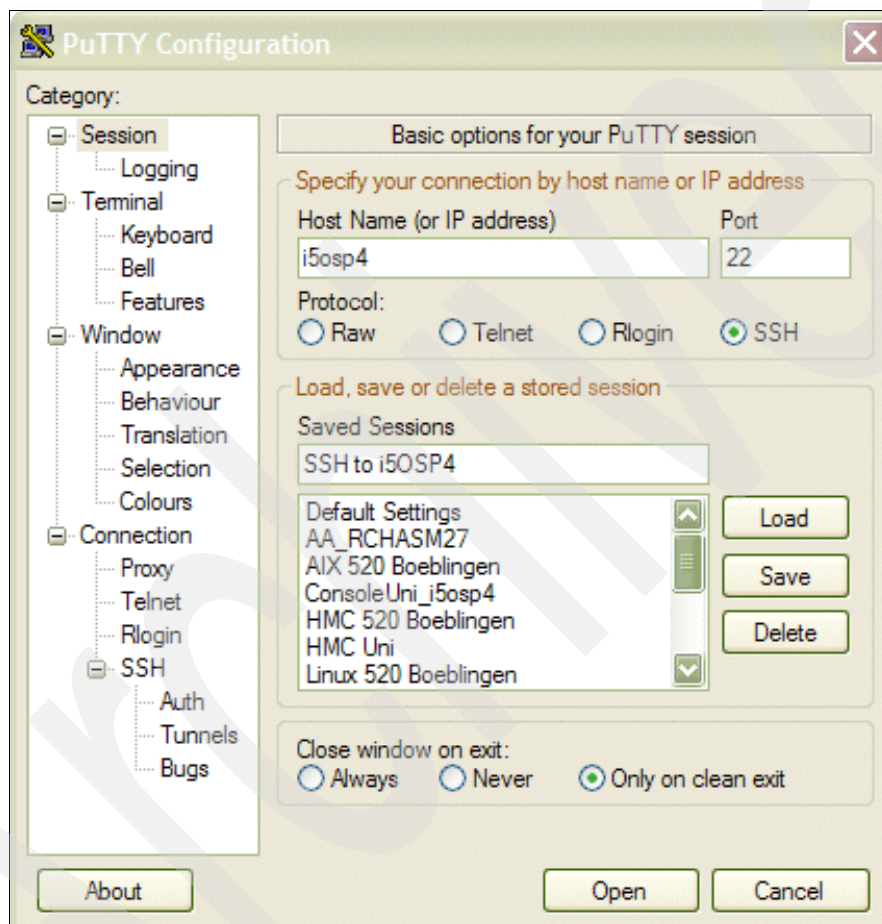 PuTTY Configuration
Category:
Session
Logging
Terminal
Keyboard
Bell
Features
Window
Appearance
Behaviour
Translation
Selection
Colours
Connection
Proxy
Telnet
Rlogin
SSH
Auth
Tunnels
Bugs
Basic options for your PuTTY session
Specify your connection by host name or IP address
Host Name (or IP address) Port
i5osp4 22
Protocol:
Raw Telnet Rlogin SSH
Load, save or delete a stored session
Saved Sessions
SSH to i5OSP4
Default Settings
AA_RCHASM27
AIX 520 Boeblingen
ConsoleUni_i5osp4
HMC 520 Boeblingen
HMC Uni
Linux 520 Boeblingen
Load
Save
Delete
Close window on exit:
Always Never Only on clean exit
About Open Cancel